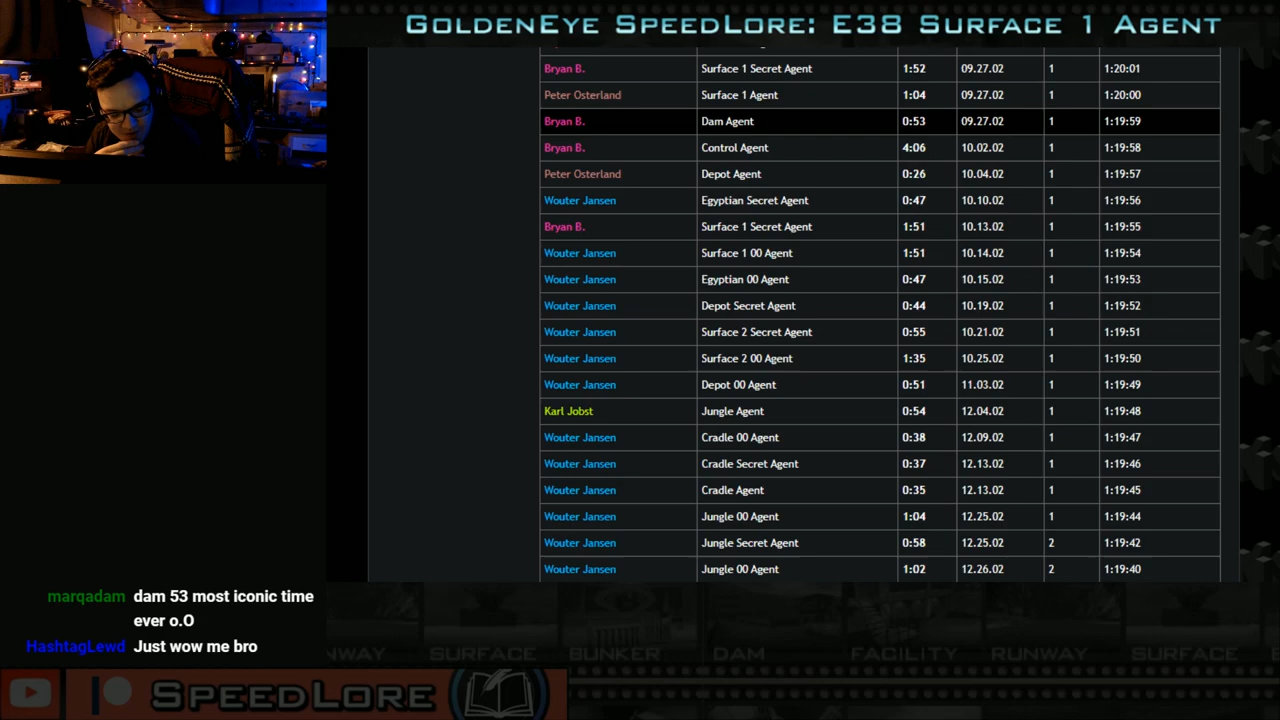 GOLDENEYE SPEEDLORE: E38 SURFACE 1 AGENT
Bryan B. Surface 1 Secret Agent 1:52 09.27.02 1 1:20:01
Peter Osterland Surface 1 Agent 1:04 09.27.02 1 1:20:00
Bryan B. Dam Agent 0:53 09.27.02 1 1:19:59
Bryan B. Control Agent 4:06 10.02.02 1 1:19:58
Peter Osterland Depot Agent 0:26 10.04.02 1 1:19:57
Wouter Jansen Egyptian Secret Agent 0:47 10.10.02 1 1:19:56
Bryan B. Surface 1 Secret Agent 1:51 10.13.02 1 1:19:55
Wouter Jansen Surface 1 00 Agent 1:51 10.14.02 1 1:19:54
Wouter Jansen Egyptian 00 Agent 0:47 10.15.02 1 1:19:53
Wouter Jansen Depot Secret Agent 0:44 10.19.02 1 1:19:52
Wouter Jansen Surface 2 Secret Agent 0:55 10.21.02 1 1:19:51
Wouter Jansen Surface 2 00 Agent 1:35 10.25.02 1 1:19:50
Wouter Jansen Depot 00 Agent 0:51 11.03.02 1 1:19:49
Karl Jobst Jungle Agent 0:54 12.04.02 1 1:19:48
Wouter Jansen Cradle 00 Agent 0:38 12.09.02 1 1:19:47
Wouter Jansen Cradle Secret Agent 0:37 12.13.02 1 1:19:46
Wouter Jansen Cradle Agent 0:35 12.13.02 1 1:19:45
Wouter Jansen Jungle 00 Agent 1:04 12.25.02 1 1:19:44
Wouter Jansen Jungle Secret Agent 0:58 12.25.02 2 1:19:42
Wouter Jansen Jungle 00 Agent 1:02 12.26.02 2 1:19:40
marqadam dam 53 most iconic time
ever o.O
HashtagLewd Just wow me bro
NWAY SURFACE BUNKER DAM FACILITY RUNWAY SURFACE
SPEEDLORE